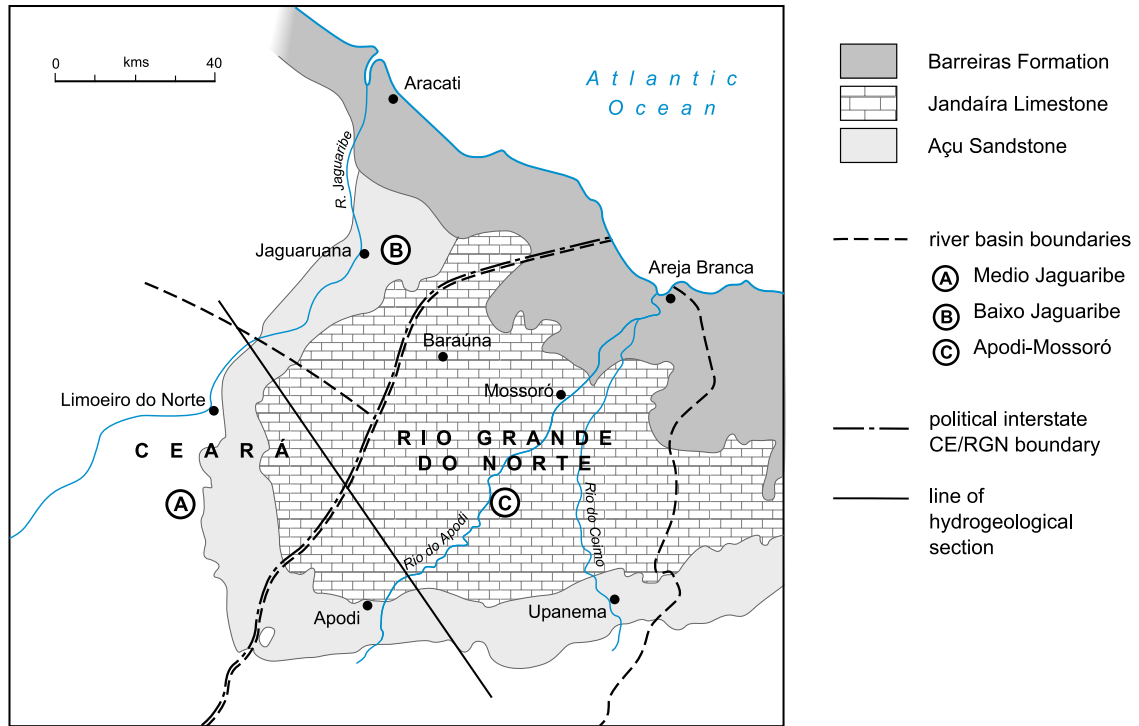 0 kms 40
Aracati
Atlantic
Ocean
R. Jaguaribe
Jaguaruana
B
Areja Branca
Baraúna
Mossoró
Limoeiro do Norte
CEARÁ
RIO GRANDE
DO NORTE
A
C
Rio do Apodi
Rio do Coimo
Apodi
Upanema
Barreiras Formation
Jandaíra Limestone
Açu Sandstone
river basin boundaries
A Medio Jaguaribe
B Baixo Jaguaribe
C Apodi-Mossoró
political interstate
CE/RGN boundary
line of
hydrogeological
section